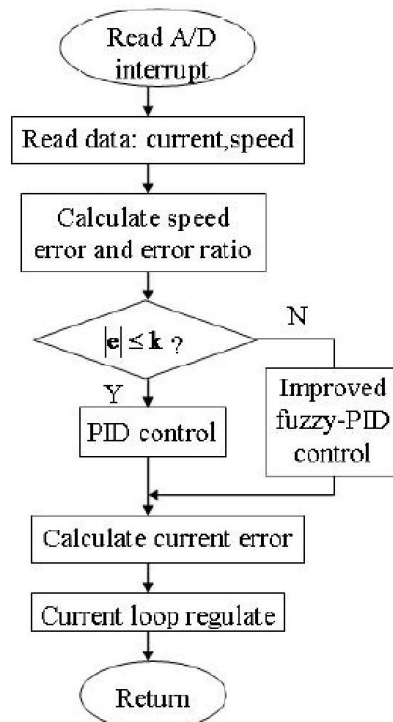 Read A/D
interrupt
Read data: current,speed
Calculate speed
error and error ratio
|e| ≤ k ?
N
Y
Improved
fuzzy-PID
control
PID control
Calculate current error
Current loop regulate
Return